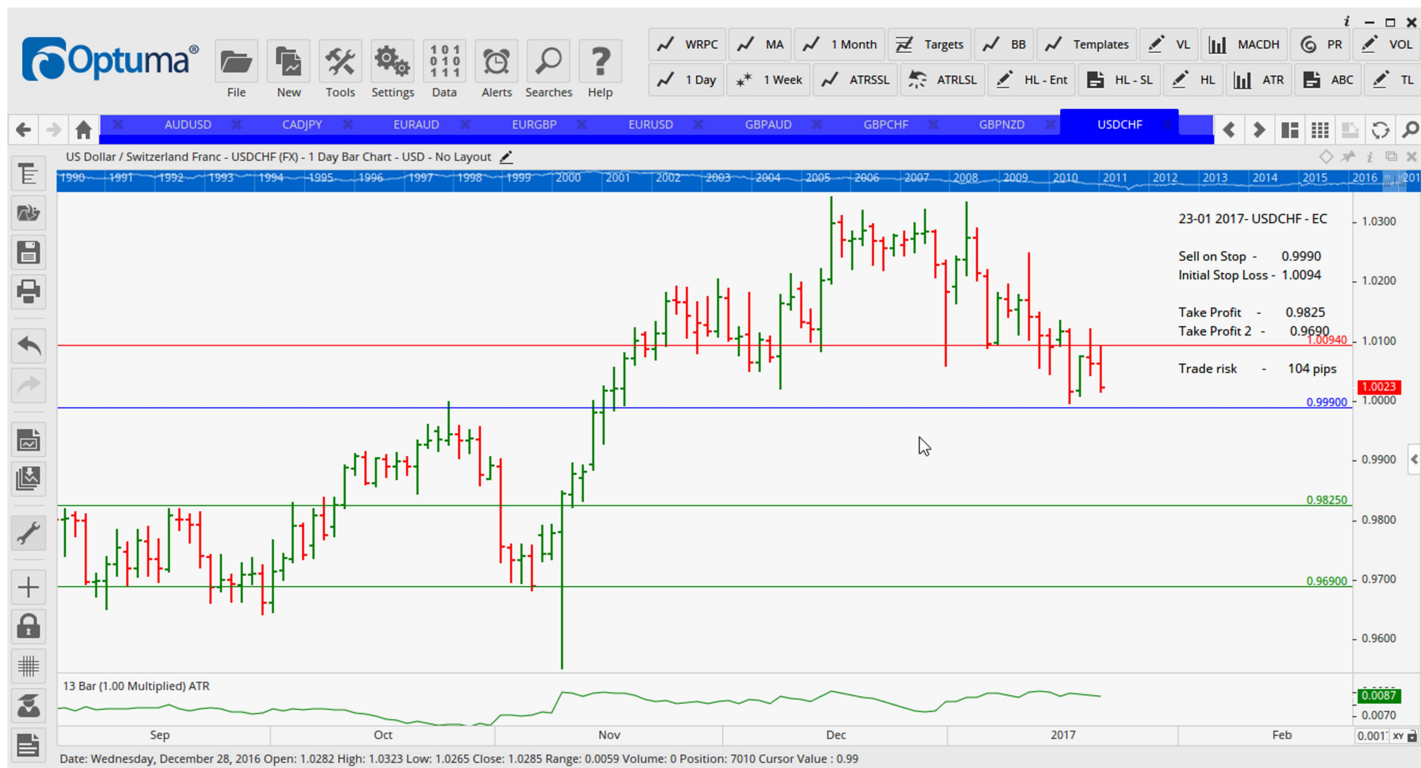 Optuma®
File
New
Tools
Settings
Data
Alerts
Searches
Help
WRPC
MA
1 Month
Targets
BB
Templates
VL
MACDH
PR
VOL
1 Day
1 Week
ATRSSL
ATRLSL
HL - Ent
HL - SL
HL
ATR
ABC
TL
AUDUSD
CADJPY
EURAUD
EURGBP
EURUSD
GBPAUD
GBPCHF
GBPNZD
USDCHF
US Dollar / Switzerland Franc - USDCHF (FX) - 1 Day Bar Chart - USD - No Layout
1990 1991 1992 1993 1994 1995 1996 1997 1998 1999 2000 2001 2002 2003 2004 2005 2006 2007 2008 2009 2010 2011 2012 2013 2014 2015 2016 201
23-01 2017- USDCHF - EC
Sell on Stop - 0.9990
Initial Stop Loss - 1.0094
Take Profit - 0.9825
Take Profit 2 - 0.9690
Trade risk - 104 pips
1.00940
0.99900
0.98250
0.96900
1.0300
1.0200
1.0100
1.0023
1.0000
0.9900
0.9800
0.9700
0.9600
13 Bar (1.00 Multiplied) ATR
0.0087
0.0070
Sep
Oct
Nov
Dec
2017
Feb
0.001
XY
Date: Wednesday, December 28, 2016 Open: 1.0282 High: 1.0323 Low: 1.0265 Close: 1.0285 Range: 0.0059 Volume: 0 Position: 7010 Cursor Value : 0.99